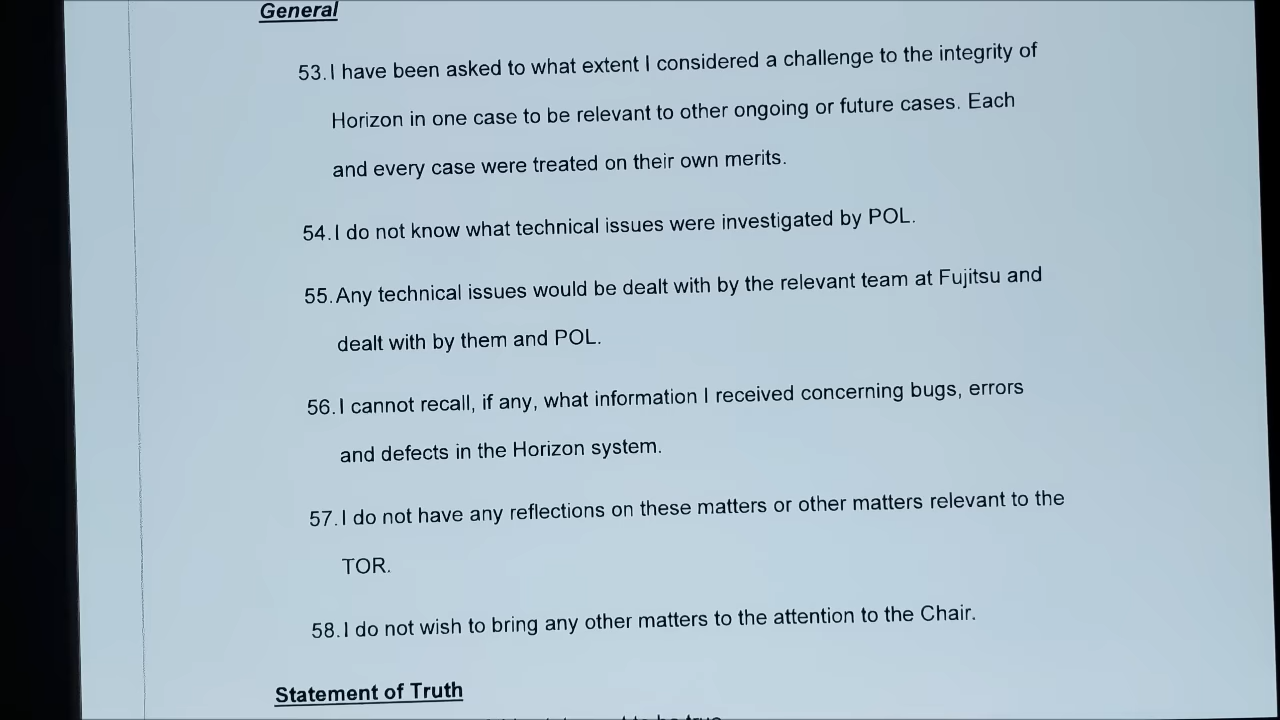 General
53. I have been asked to what extent I considered a challenge to the integrity of
Horizon in one case to be relevant to other ongoing or future cases. Each
and every case were treated on their own merits.
54. I do not know what technical issues were investigated by POL.
55. Any technical issues would be dealt with by the relevant team at Fujitsu and
dealt with by them and POL.
56. I cannot recall, if any, what information I received concerning bugs, errors
and defects in the Horizon system.
57. I do not have any reflections on these matters or other matters relevant to the
TOR.
58. I do not wish to bring any other matters to the attention to the Chair.
Statement of Truth
to be true